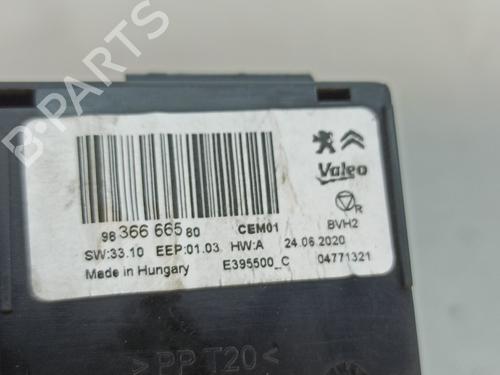 B-PARTS
Valeo
R
98 366 665 80 CEM01 BVH2
SW:33.10 EEP:01.03 HW:A 24.06.2020
Made in Hungary E395500_C 04771321
>PP T20<